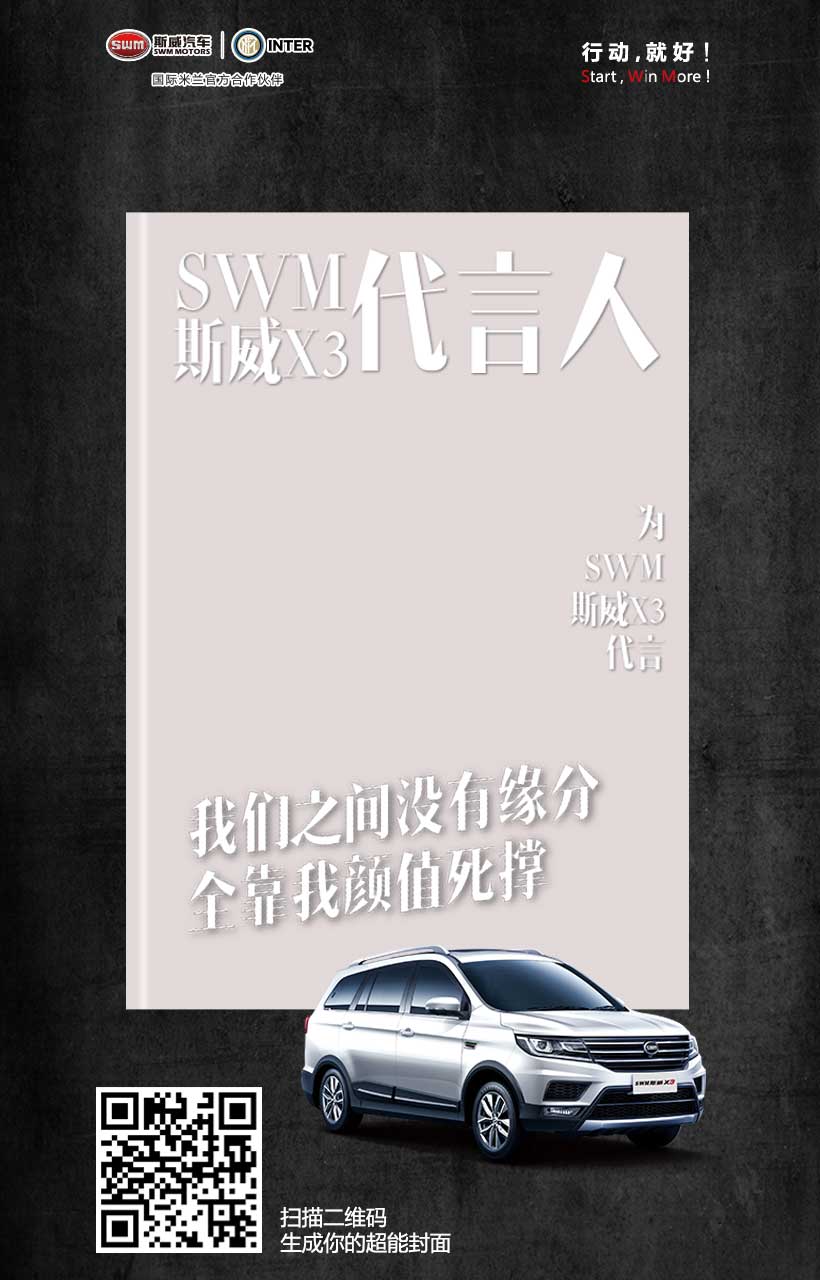 SWM 斯威汽车 INTER
SWM MOTORS
国际米兰官方合作伙伴
行动,就好!
Start , Win More !
SWM
斯威X3
代言人
为
SWM
斯威X3
代言
我们之间没有缘分
全靠我颜值死撑
SWM斯威 X3
扫描二维码
生成你的超能封面